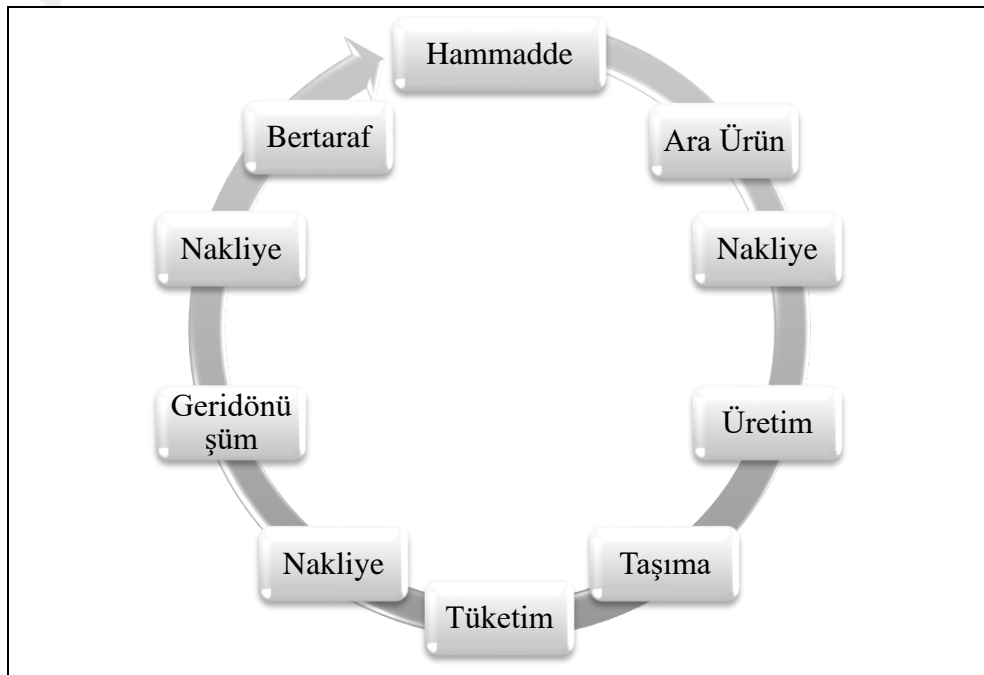 Hammadde
Ara Ürün
Nakliye
Üretim
Taşıma
Tüketim
Nakliye
Geridönü
şüm
Nakliye
Bertaraf